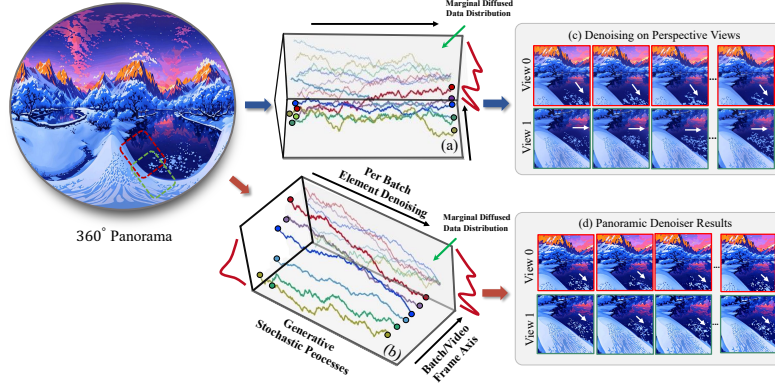 Marginal Diffused
Data Distribution
(a)
(c) Denoising on Perspective Views
View 0
View 1
...
...
360° Panorama
Per Batch
Element Denoising
Marginal Diffused
Data Distribution
Generative
Stochastic Peocesses
(b)
Batch/Video
Frame Axis
(d) Panoramic Denoiser Results
View 0
View 1
...
...